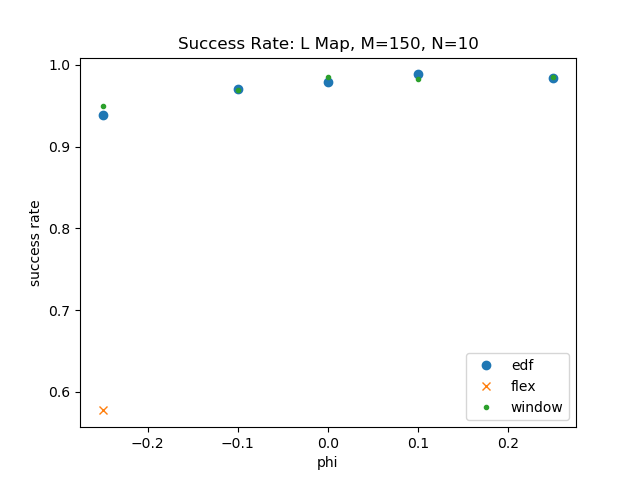 Success Rate: L Map, M=150, N=10
1.0
0.9
0.8
0.7
0.6
success rate
−0.2
−0.1
0.0
0.1
0.2
phi
edf
flex
window